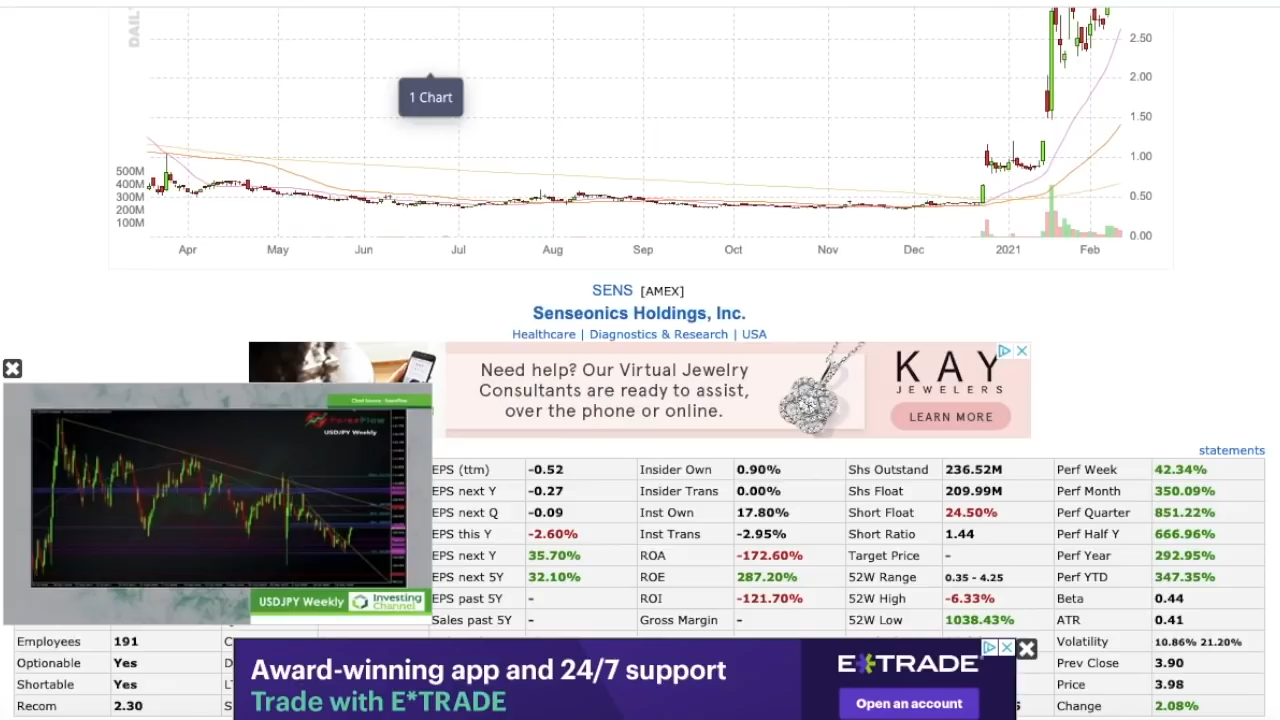 DAILY
2.50
2.00
1.50
1.00
0.50
0.00
1 Chart
500M
400M
300M
200M
100M
Apr May Jun Jul Aug Sep Oct Nov Dec 2021 Feb
SENS [AMEX]
Senseonics Holdings, Inc.
Healthcare | Diagnostics & Research | USA
Need help? Our Virtual Jewelry
Consultants are ready to assist,
over the phone or online.
KAY
JEWELERS
LEARN MORE
statements
USDJPY Weekly
USDJPY Weekly
Investing
Channel
EPS (ttm) -0.52 Insider Own 0.90% Shs Outstand 236.52M Perf Week 42.34%
EPS next Y -0.27 Insider Trans 0.00% Shs Float 209.99M Perf Month 350.09%
EPS next Q -0.09 Inst Own 17.80% Short Float 24.50% Perf Quarter 851.22%
EPS this Y -2.60% Inst Trans -2.95% Short Ratio 1.44 Perf Half Y 666.96%
EPS next Y 35.70% ROA -172.60% Target Price - Perf Year 292.95%
EPS next 5Y 32.10% ROE 287.20% 52W Range 0.35 - 4.25 Perf YTD 347.35%
EPS past 5Y - ROI -121.70% 52W High -6.33% Beta 0.44
Sales past 5Y - Gross Margin - 52W Low 1038.43% ATR 0.41
Employees 191 Volatility 10.86% 21.20%
Optionable Yes Prev Close 3.90
Shortable Yes Price 3.98
Recom 2.30 Change 2.08%
Award-winning app and 24/7 support
Trade with E*TRADE
E*TRADE
Open an account